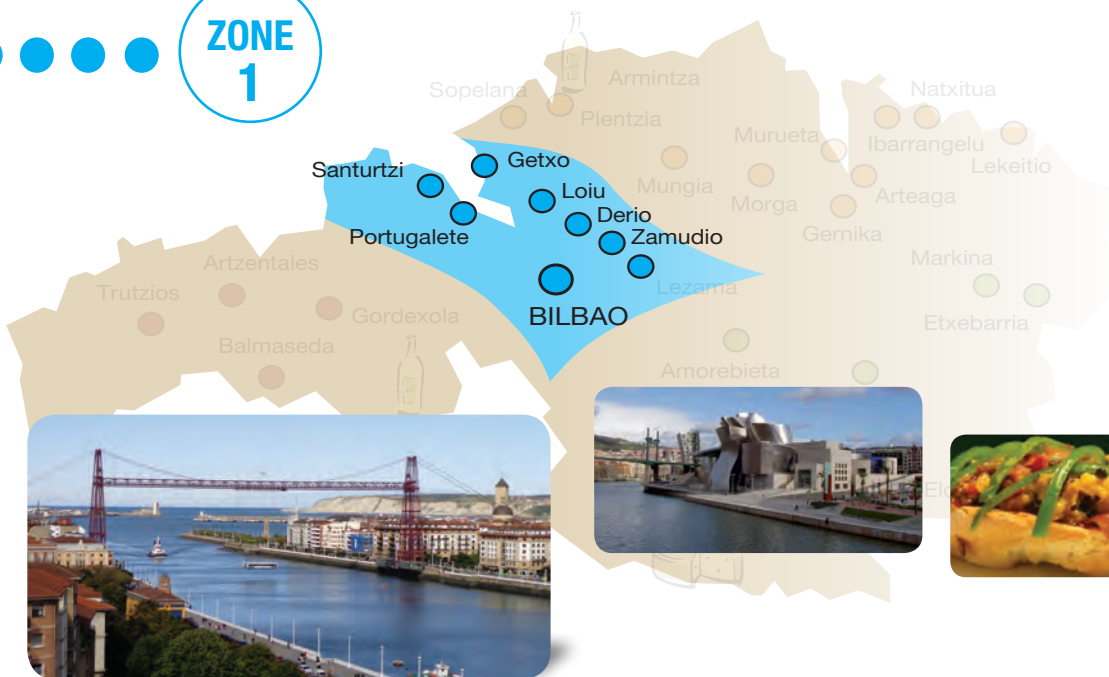 ZONE
1
Sopelana
Armintza
Plentzia
Natxitua
Murueta
Ibarrangelu
Lekeitio
Santurtzi
Getxo
Mungia
Loiu
Morga
Arteaga
Portugalete
Derio
Gernika
Zamudio
Artzentales
Markina
Trutzios
Lezama
Gordexola
BILBAO
Etxebarria
Balmaseda
Amorebieta